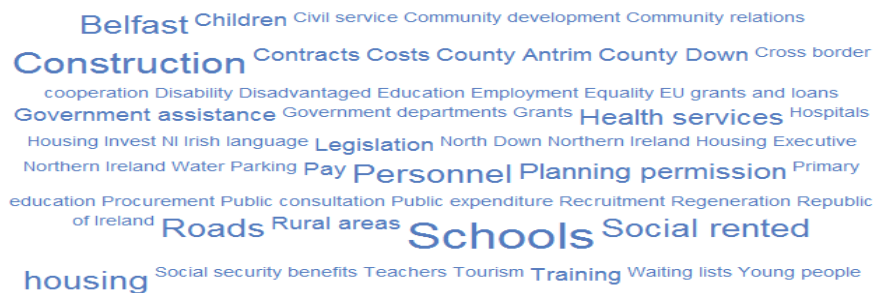 Belfast Children Civil service Community development Community relations
Construction Contracts Costs County Antrim County Down Cross border
cooperation Disability Disadvantaged Education Employment Equality EU grants and loans
Government assistance Government departments Grants Health services Hospitals
Housing Invest NI Irish language Legislation North Down Northern Ireland Housing Executive
Northern Ireland Water Parking Pay Personnel Planning permission Primary
education Procurement Public consultation Public expenditure Recruitment Regeneration Republic
of Ireland Roads Rural areas Schools Social rented
housing Social security benefits Teachers Tourism Training Waiting lists Young people